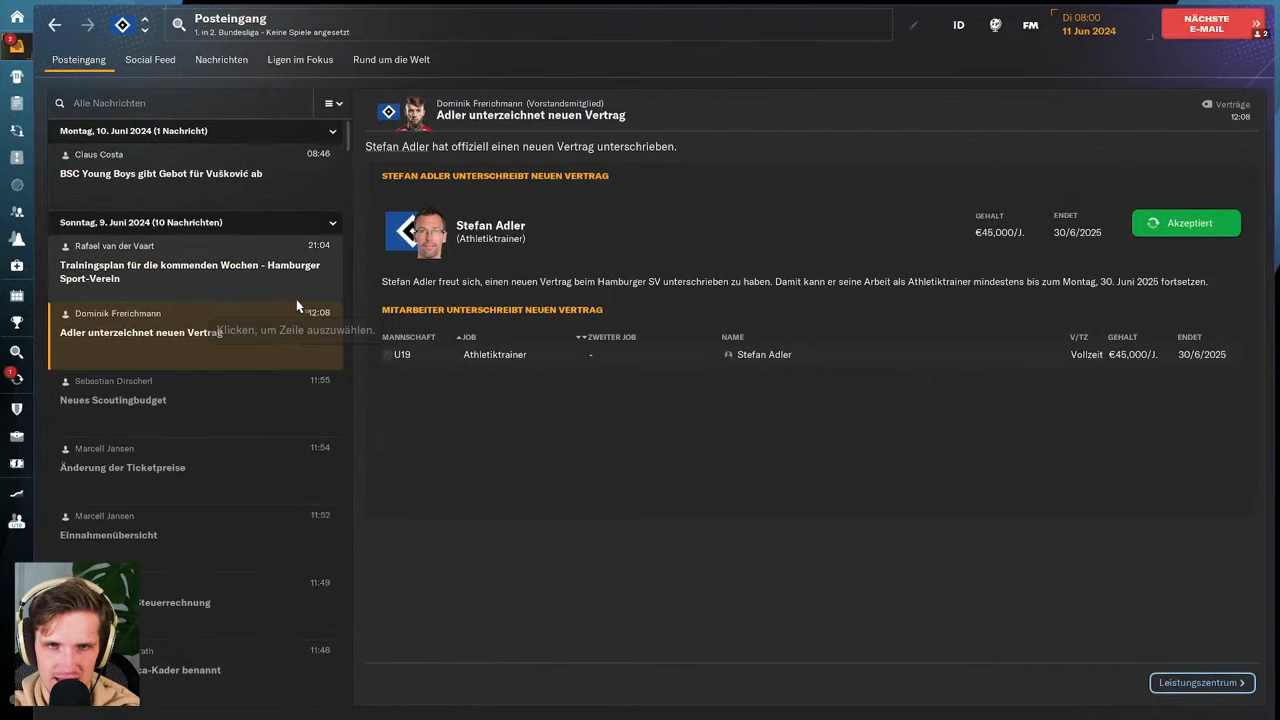 Posteingang
1. in 2. Bundesliga - Keine Spiele angesetzt
ID
FM
Di 08:00
11 Jun 2024
NÄCHSTE
E-MAIL
2
2
Posteingang
Social Feed
Nachrichten
Ligen im Fokus
Rund um die Welt
Alle Nachrichten
Montag, 10. Juni 2024 (1 Nachricht)
Claus Costa
08:46
BSC Young Boys gibt Gebot für Vušković ab
Sonntag, 9. Juni 2024 (10 Nachrichten)
Rafael van der Vaart
21:04
Trainingsplan für die kommenden Wochen - Hamburger
Sport-Verein
Dominik Frerichmann
12:08
Adler unterzeichnet neuen Vertrag
Klicken, um Zeile auszuwählen.
Sebastian Dirscherl
11:55
Neues Scoutingbudget
1
Marcell Jansen
11:54
Änderung der Ticketpreise
Marcell Jansen
11:52
Einnahmenübersicht
U19
11:49
Steuerrechnung
11:48
ca-Kader benannt
Dominik Frerichmann (Vorstandsmitglied)
Adler unterzeichnet neuen Vertrag
Verträge
12:08
Stefan Adler hat offiziell einen neuen Vertrag unterschrieben.
STEFAN ADLER UNTERSCHREIBT NEUEN VERTRAG
Stefan Adler
(Athletiktrainer)
GEHALT
€45,000/J.
ENDET
30/6/2025
Akzeptiert
Stefan Adler freut sich, einen neuen Vertrag beim Hamburger SV unterschrieben zu haben. Damit kann er seine Arbeit als Athletiktrainer mindestens bis zum Montag, 30. Juni 2025 fortsetzen.
MITARBEITER UNTERSCHREIBT NEUEN VERTRAG
MANNSCHAFT JOB ZWEITER JOB NAME V/TZ GEHALT ENDET
U19 Athletiktrainer - Stefan Adler Vollzeit €45,000/J. 30/6/2025
Leistungszentrum